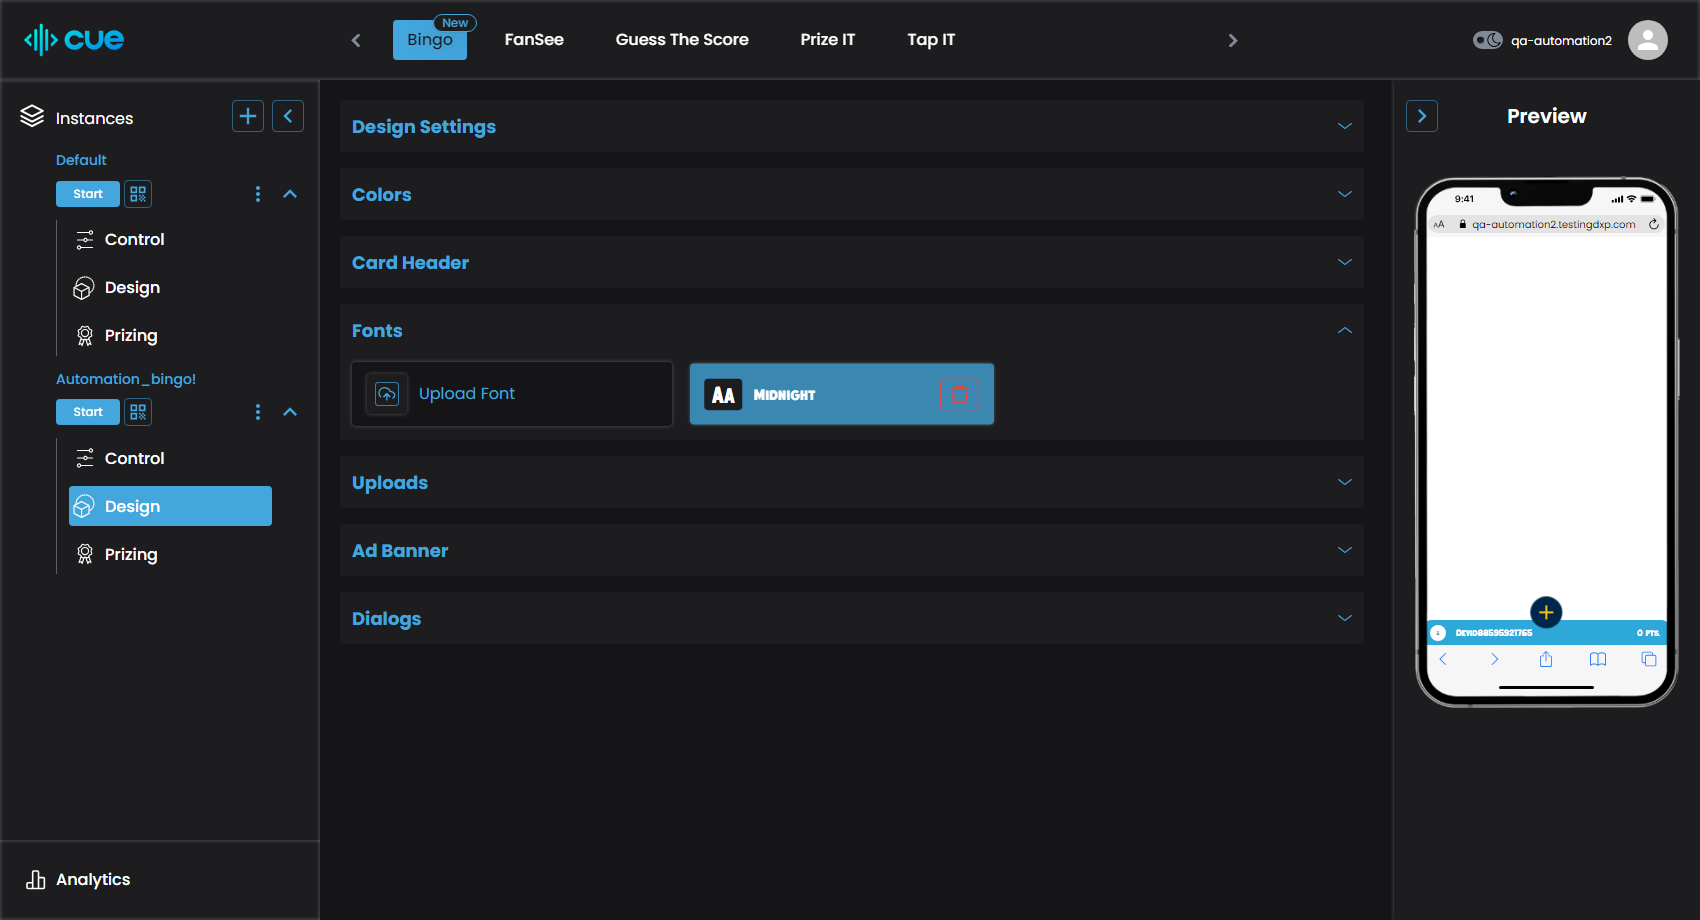 cue
Bingo
New
FanSee
Guess The Score
Prize IT
Tap IT
qa-automation2
Instances
Default
Start
Control
Design
Prizing
Automation_bingo!
Start
Control
Design
Prizing
Analytics
Design Settings
Colors
Card Header
Fonts
Upload Font
AA
MIDNIGHT
Uploads
Ad Banner
Dialogs
Preview
9:41
AA
qa-automation2.testingdxp.com
0 PTS.